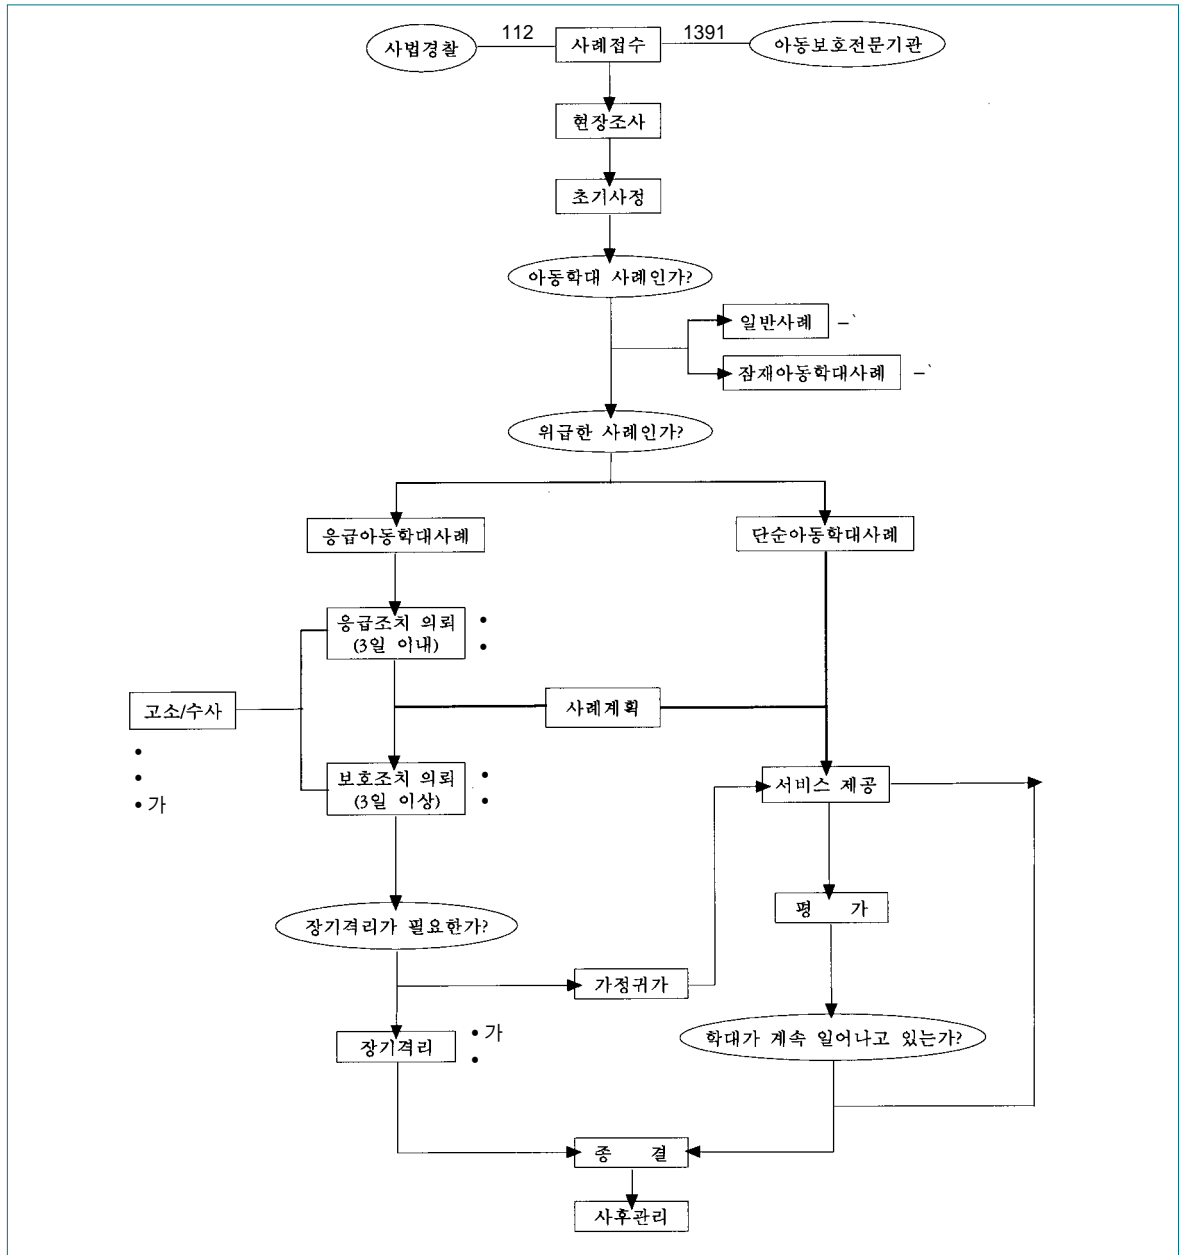 사법경찰
112
사례접수
1391
아동보호전문기관
현장조사
초기사정
아동학대 사례인가?
일반사례
잠재아동학대사례
위급한 사례인가?
응급아동학대사례
단순아동학대사례
응급조치 의뢰
(3일 이내)
고소/수사
• 가
사례계획
보호조치 의뢰
(3일 이상)
서비스 제공
장기격리가 필요한가?
평 가
가정귀가
장기격리
• 가
학대가 계속 일어나고 있는가?
종 결
사후관리